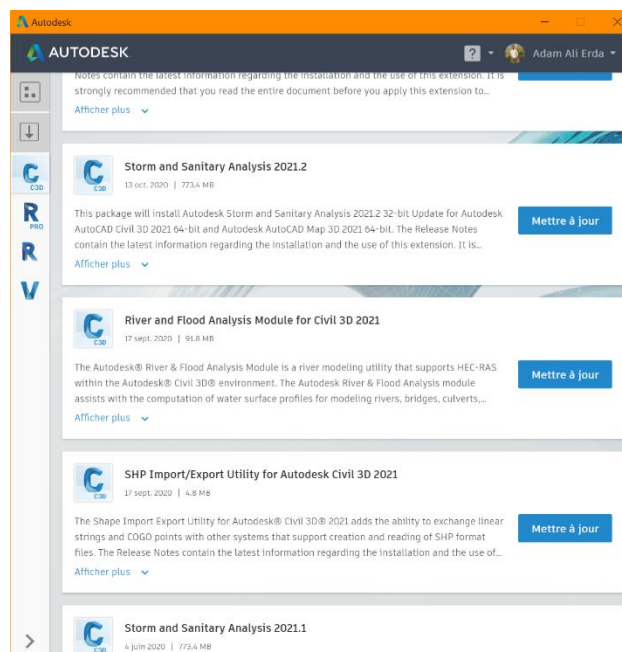 Autodesk
AUTODESK
? Adam Ali Erda
Notes contain the latest information regarding the installation and the use of this extension. It is
strongly recommended that you read the entire document before you apply this extension to...
Afficher plus
Storm and Sanitary Analysis 2021.2
13 oct. 2020 | 773.4 MB
This package will install Autodesk Storm and Sanitary Analysis 2021.2 32-bit Update for Autodesk
AutoCAD Civil 3D 2021 64-bit and Autodesk AutoCAD Map 3D 2021 64-bit. The Release Notes
contain the latest information regarding the installation and the use of this extension. It is...
Afficher plus
Mettre à jour
River and Flood Analysis Module for Civil 3D 2021
17 sept. 2020 | 91.8 MB
The Autodesk® River & Flood Analysis Module is a river modeling utility that supports HEC-RAS
within the Autodesk® Civil 3D® environment. The Autodesk River & Flood Analysis module
assists with the computation of water surface profiles for modeling rivers, bridges, culverts,...
Afficher plus
Mettre à jour
SHP Import/Export Utility for Autodesk Civil 3D 2021
17 sept. 2020 | 4.8 MB
The Shape Import Export Utility for Autodesk® Civil 3D® 2021 adds the ability to exchange linear
strings and COGO points with other systems that support creation and reading of SHP format
files. The Release Notes contain the latest information regarding the installation and the use of...
Afficher plus
Mettre à jour
Storm and Sanitary Analysis 2021.1
4 juin 2020 | 773.4 MB
C
C3D
R
PRO
R
V
C
C3D
C
C3D
C
C3D
C
C3D